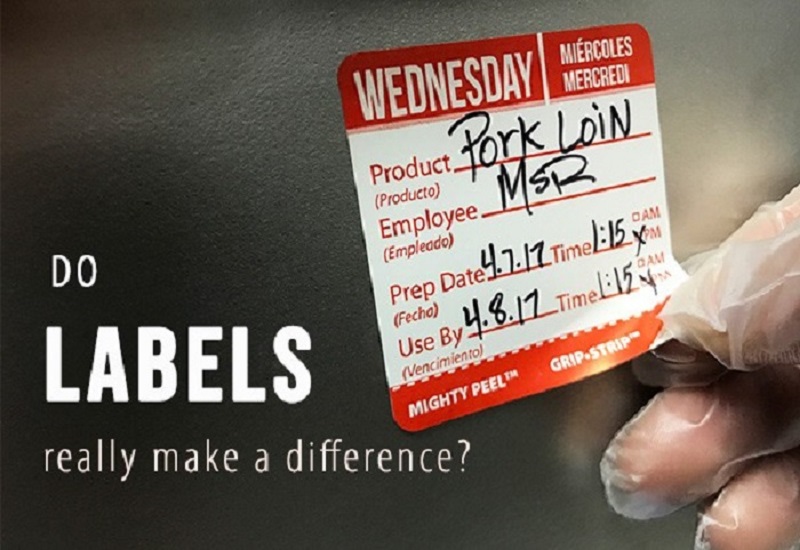 WEDNESDAY
MIÉRCOLES
MERCREDI
Product Pork Loin
(Producto)
Employee MSR
(Empleado)
Prep Date 4.7.17 Time 1:15 x AM PM
(Fecha)
Use By 4.8.17 Time 1:15 x AM PM
(Vencimiento)
MIGHTY PEEL™ GRIP•STRIP™
DO
LABELS
really make a difference?